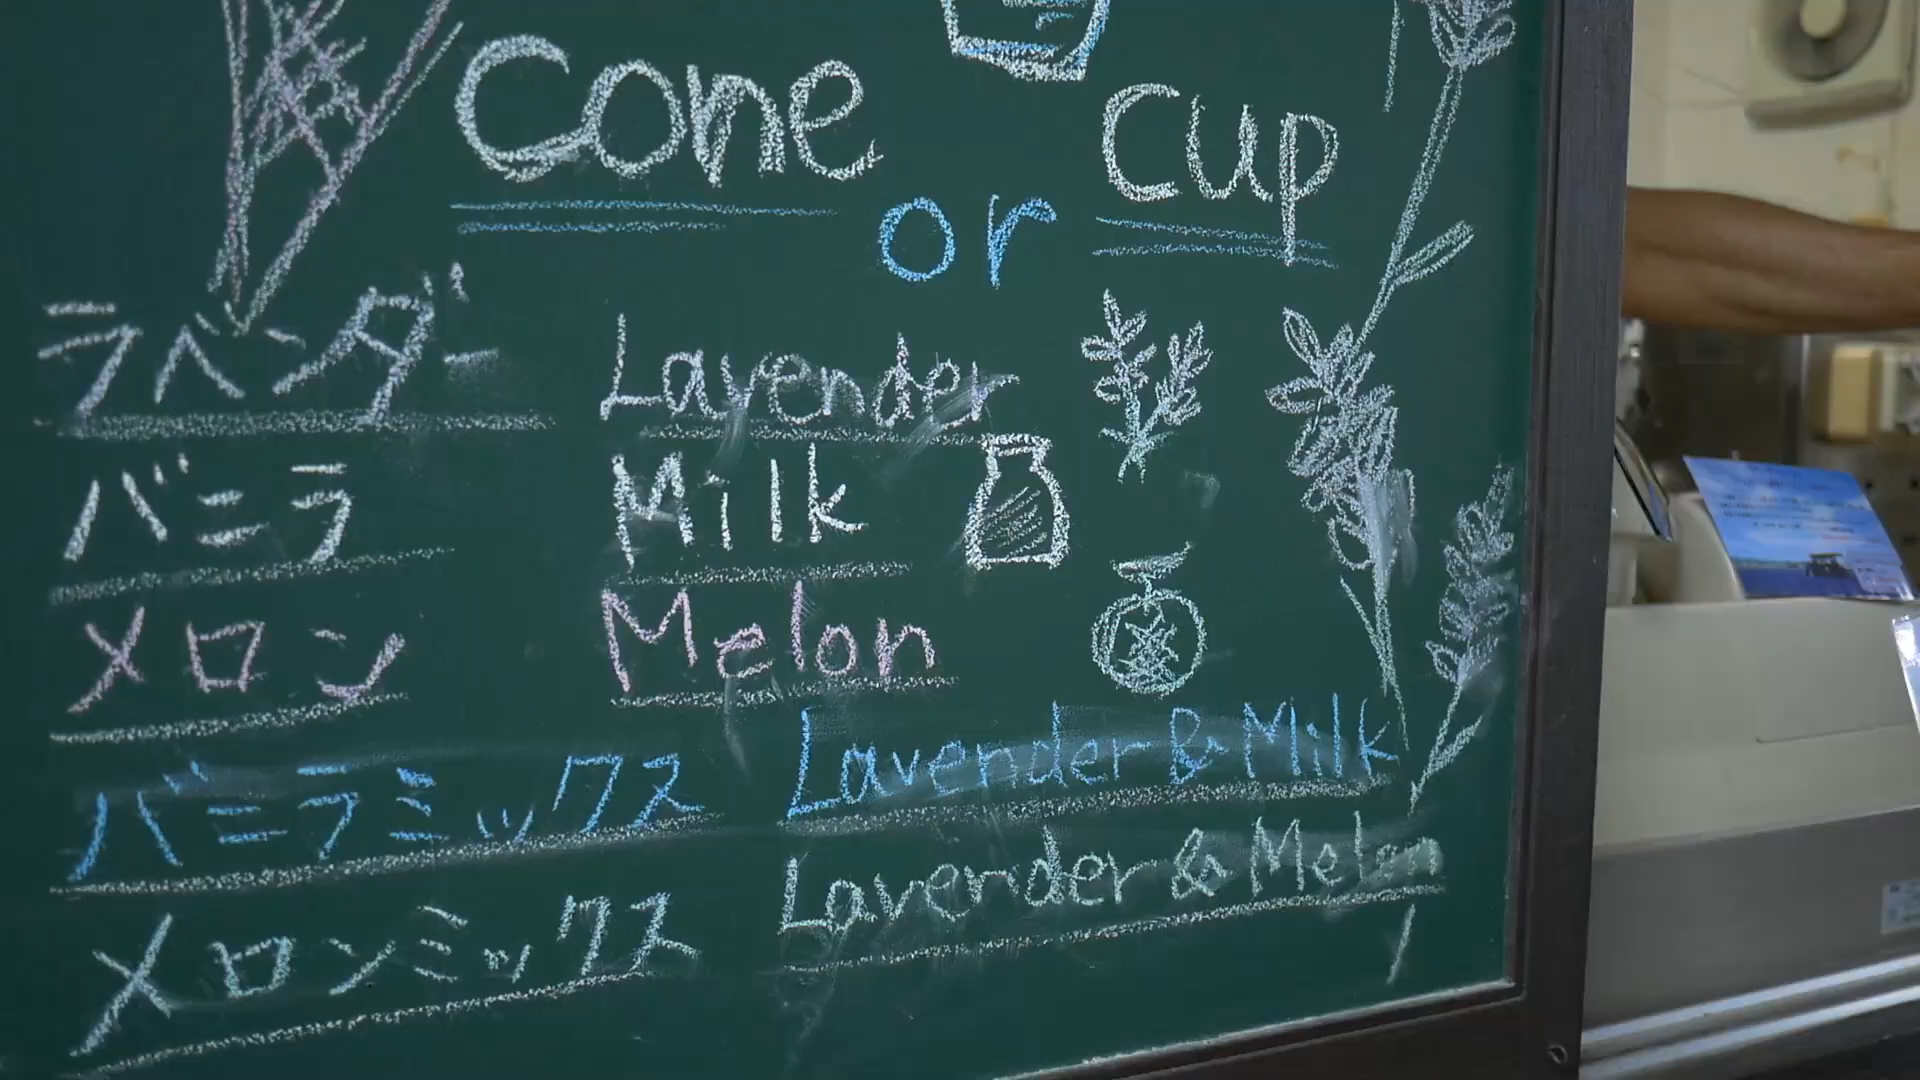 cone or cup
ラベンダー Lavender
バニラ Milk
メロン Melon
バニラミックス Lavender & Milk
メロンミックス Lavender & Melon